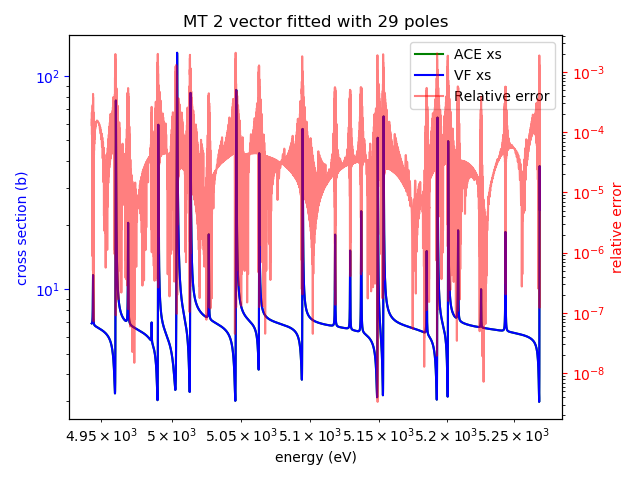 MT 2 vector fitted with 29 poles
ACE xs
VF xs
Relative error
cross section (b)
10²
10¹
relative error
10⁻³
10⁻⁴
10⁻⁵
10⁻⁶
10⁻⁷
10⁻⁸
4.95×10³ 5×10³ 5.05×10³ 5.1×10³ 5.15×10³ 5.2×10³ 5.25×10³
energy (eV)